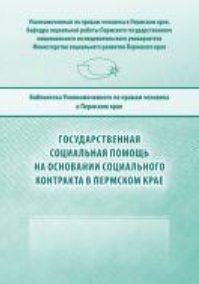 Уполномоченный по правам человека в Пермском крае,
Кафедра социальной работы Пермского государственного
национального исследовательского университета
Министерство социального развития Пермского края
Библиотека Уполномоченного по правам человека
в Пермском крае
ГОСУДАРСТВЕННАЯ
СОЦИАЛЬНАЯ ПОМОЩЬ
НА ОСНОВАНИИ СОЦИАЛЬНОГО
КОНТРАКТА В ПЕРМСКОМ КРАЕ